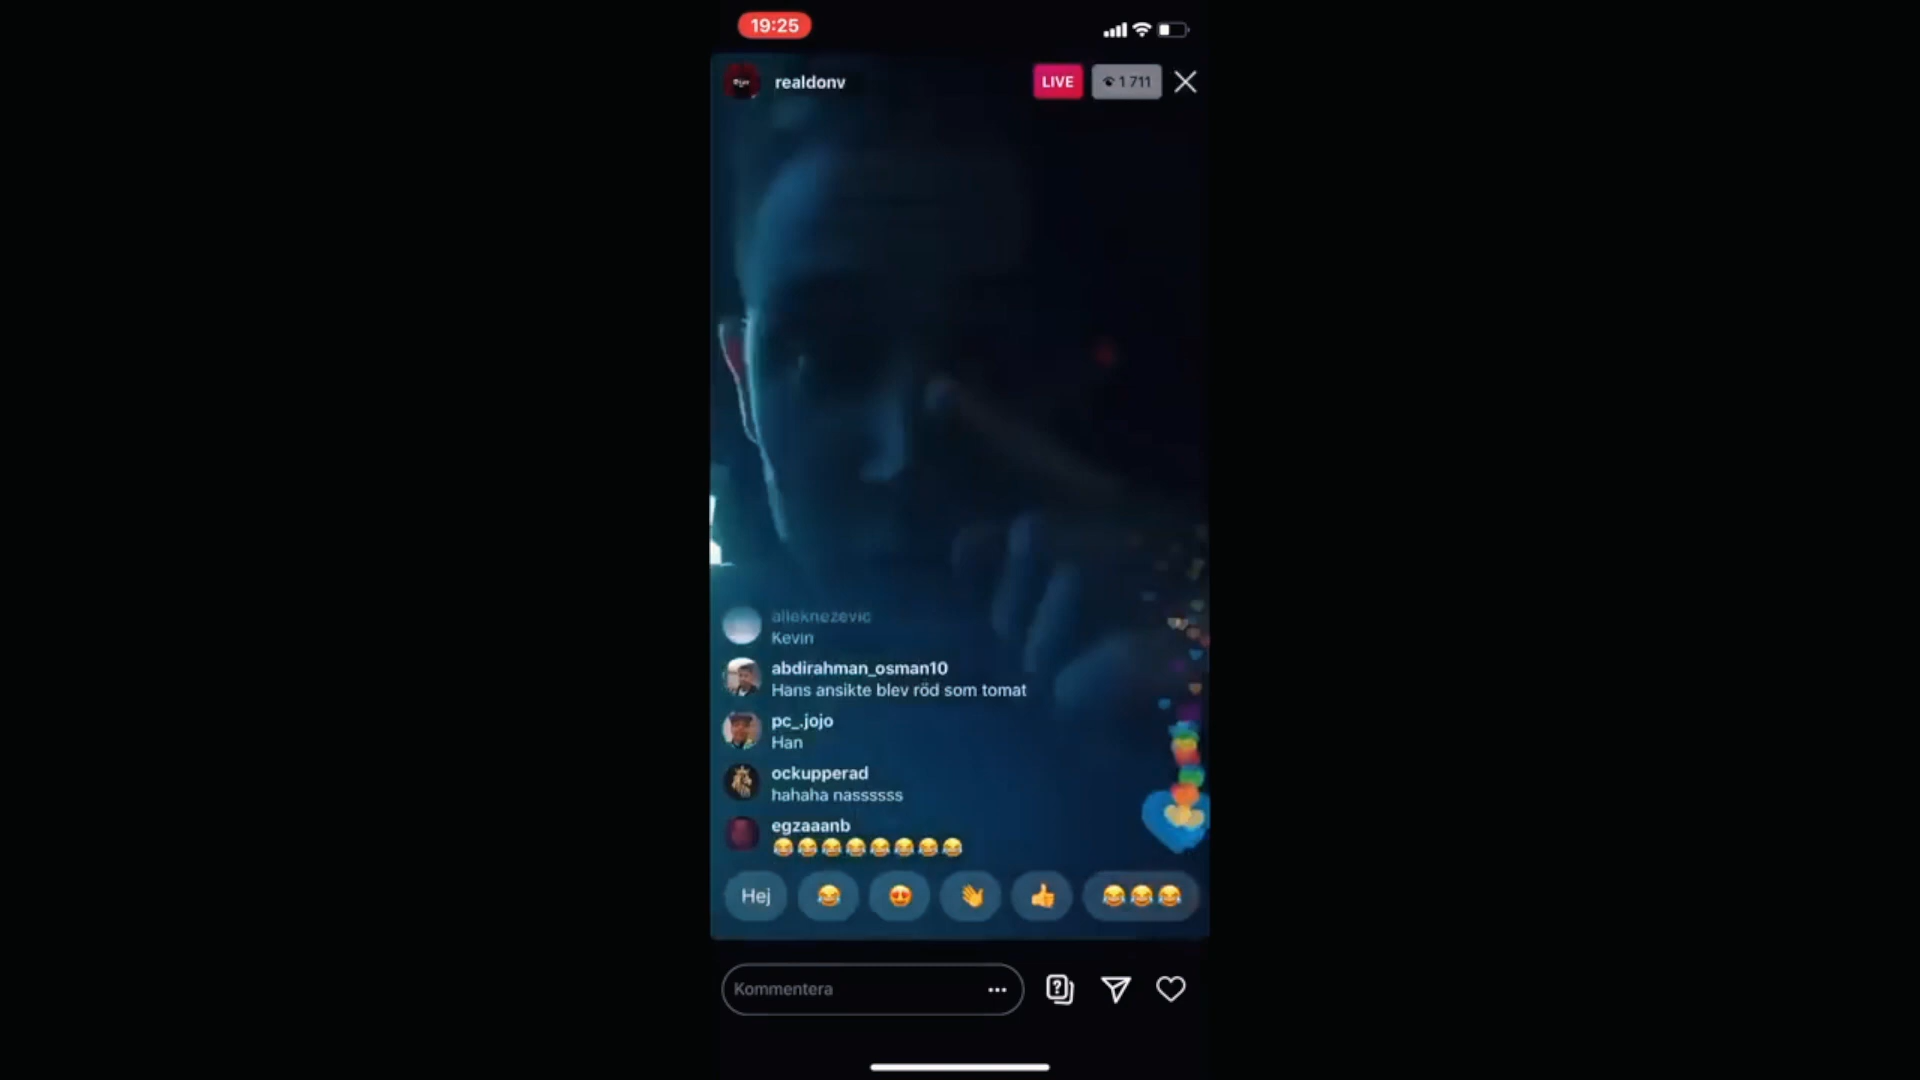 19:25
realdonv
LIVE
1 711
alleknezevic
Kevin
abdirahman_osman10
Hans ansikte blev röd som tomat
pc_.jojo
Han
ockupperad
hahaha nassssss
egzaaanb
😂😂😂😂😂😂😂😂
Hej 😂 😍 👋 👍 😂😂😂
Kommentera